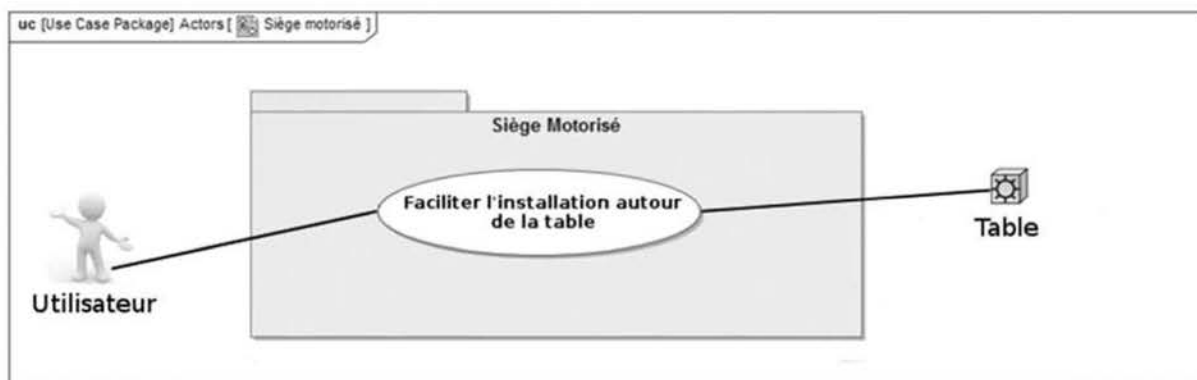 uc [Use Case Package] Actors [ Siège motorisé ]
Siège Motorisé
Faciliter l'installation autour
de la table
Utilisateur
Table